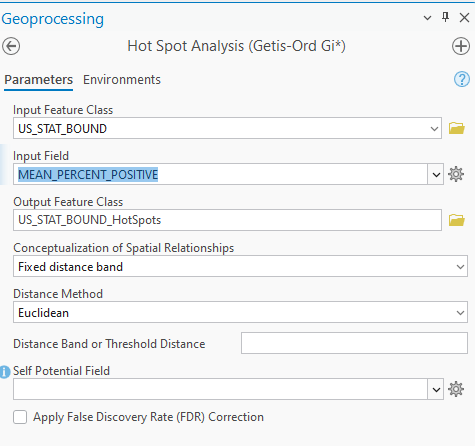 Geoprocessing
Hot Spot Analysis (Getis-Ord Gi*)
Parameters Environments
Input Feature Class
US_STAT_BOUND
Input Field
MEAN_PERCENT_POSITIVE
Output Feature Class
US_STAT_BOUND_HotSpots
Conceptualization of Spatial Relationships
Fixed distance band
Distance Method
Euclidean
Distance Band or Threshold Distance
Self Potential Field
Apply False Discovery Rate (FDR) Correction